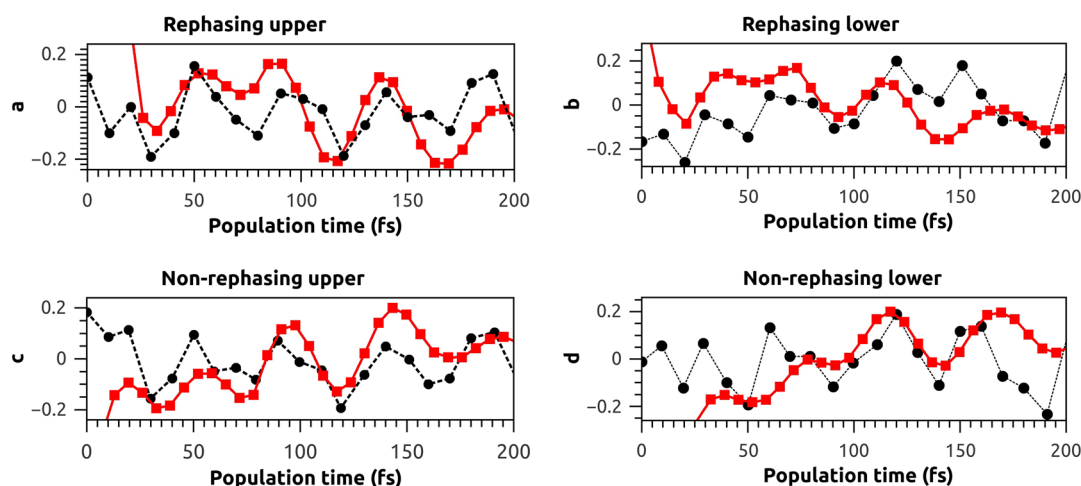 Rephasing upper
a
0.2
0
−0.2
0 50 100 150 200
Population time (fs)
Rephasing lower
b
0.2
0
−0.2
0 50 100 150 200
Population time (fs)
Non-rephasing upper
c
0.2
0
−0.2
0 50 100 150 200
Population time (fs)
Non-rephasing lower
d
0.2
0
−0.2
0 50 100 150 200
Population time (fs)